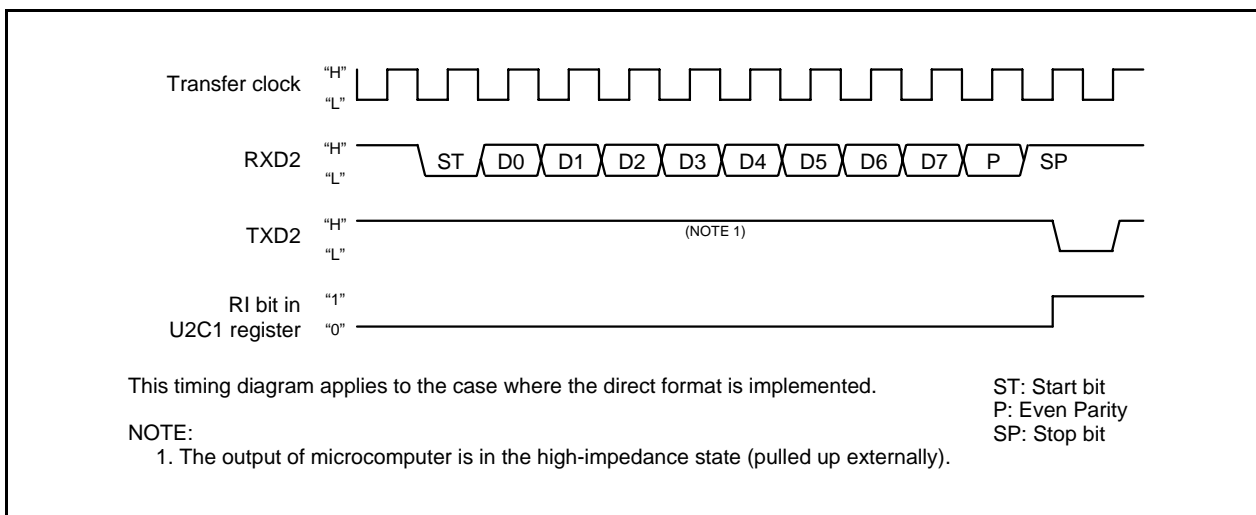 Transfer clock
“H”
“L”
RXD2
“H”
“L”
ST D0 D1 D2 D3 D4 D5 D6 D7 P SP
TXD2
“H”
“L”
(NOTE 1)
RI bit in
U2C1 register
“1”
“0”
This timing diagram applies to the case where the direct format is implemented.
ST: Start bit
P: Even Parity
SP: Stop bit
NOTE:
1. The output of microcomputer is in the high-impedance state (pulled up externally).